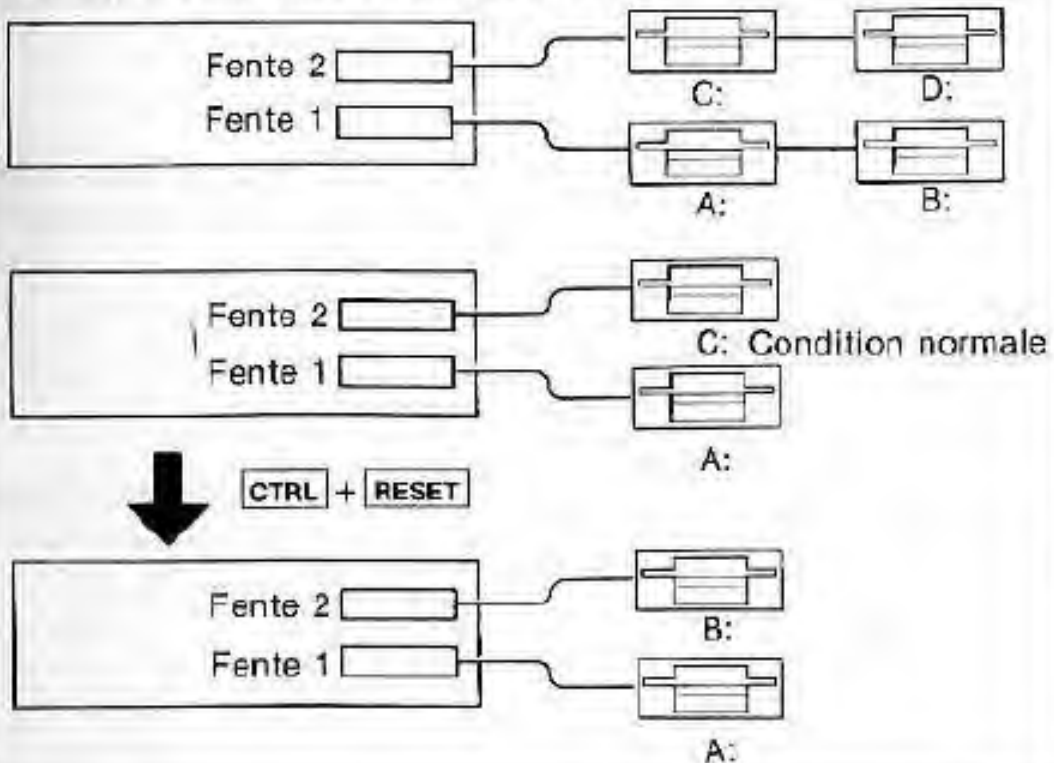 Fente 2
C: D:
Fente 1
A: B:
Fente 2
C: Condition normale
Fente 1
A:
CTRL + RESET
Fente 2
B:
Fente 1
A: